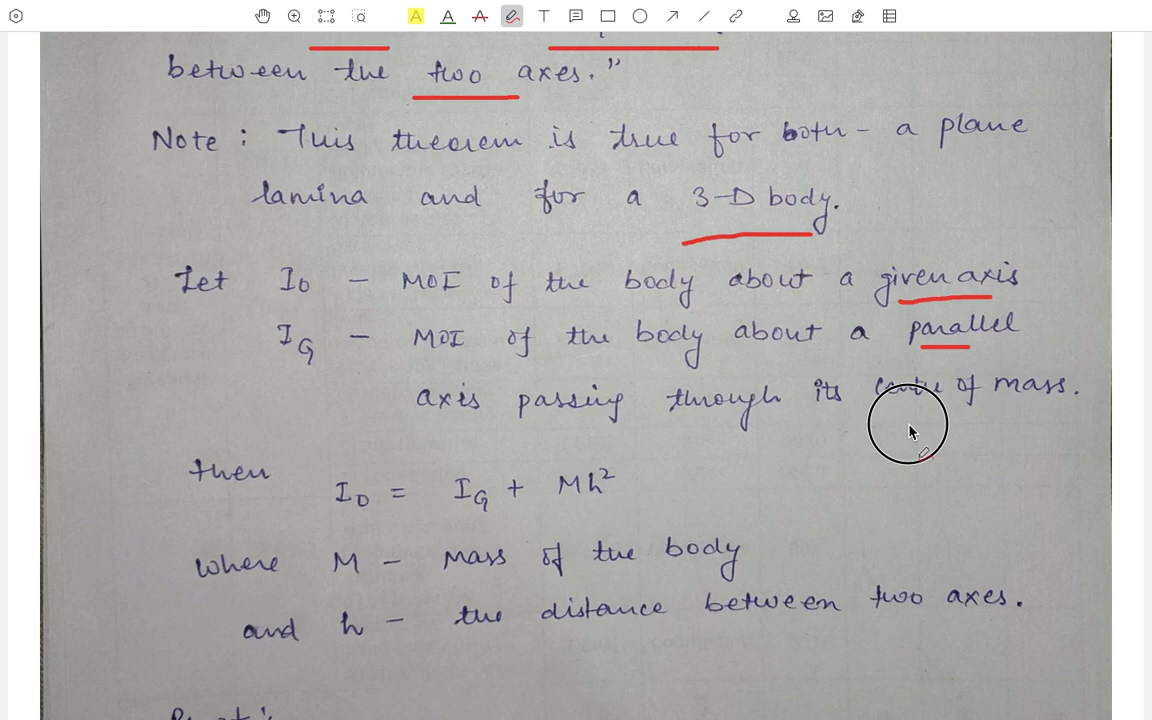 between the two axes."
Note : This theorem is true for both - a plane
lamina and for a 3-D body.
Let I0 - MOI of the body about a given axis
IG - MOI of the body about a parallel
axis passing through its centre of mass.
then
I0 = IG + Mh²
where M - Mass of the body
and h - the distance between two axes.